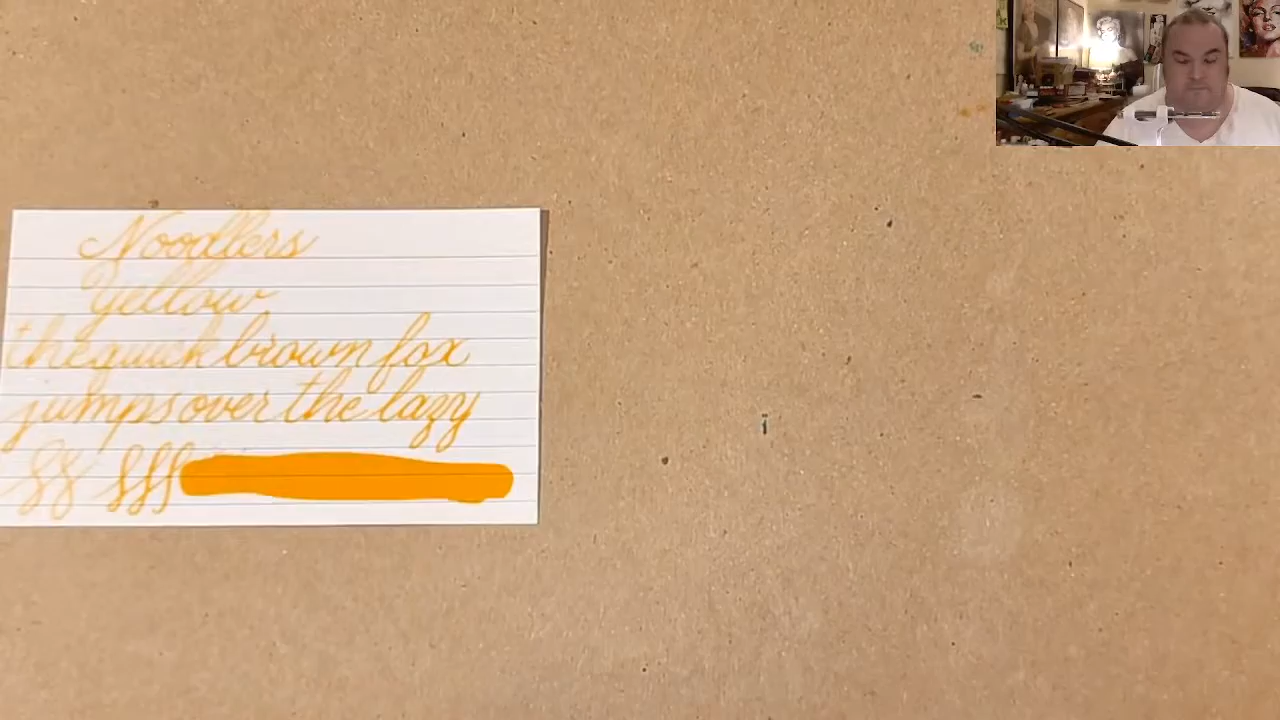 Noodlers
Yellow
the quick brown fox
jumps over the lazy